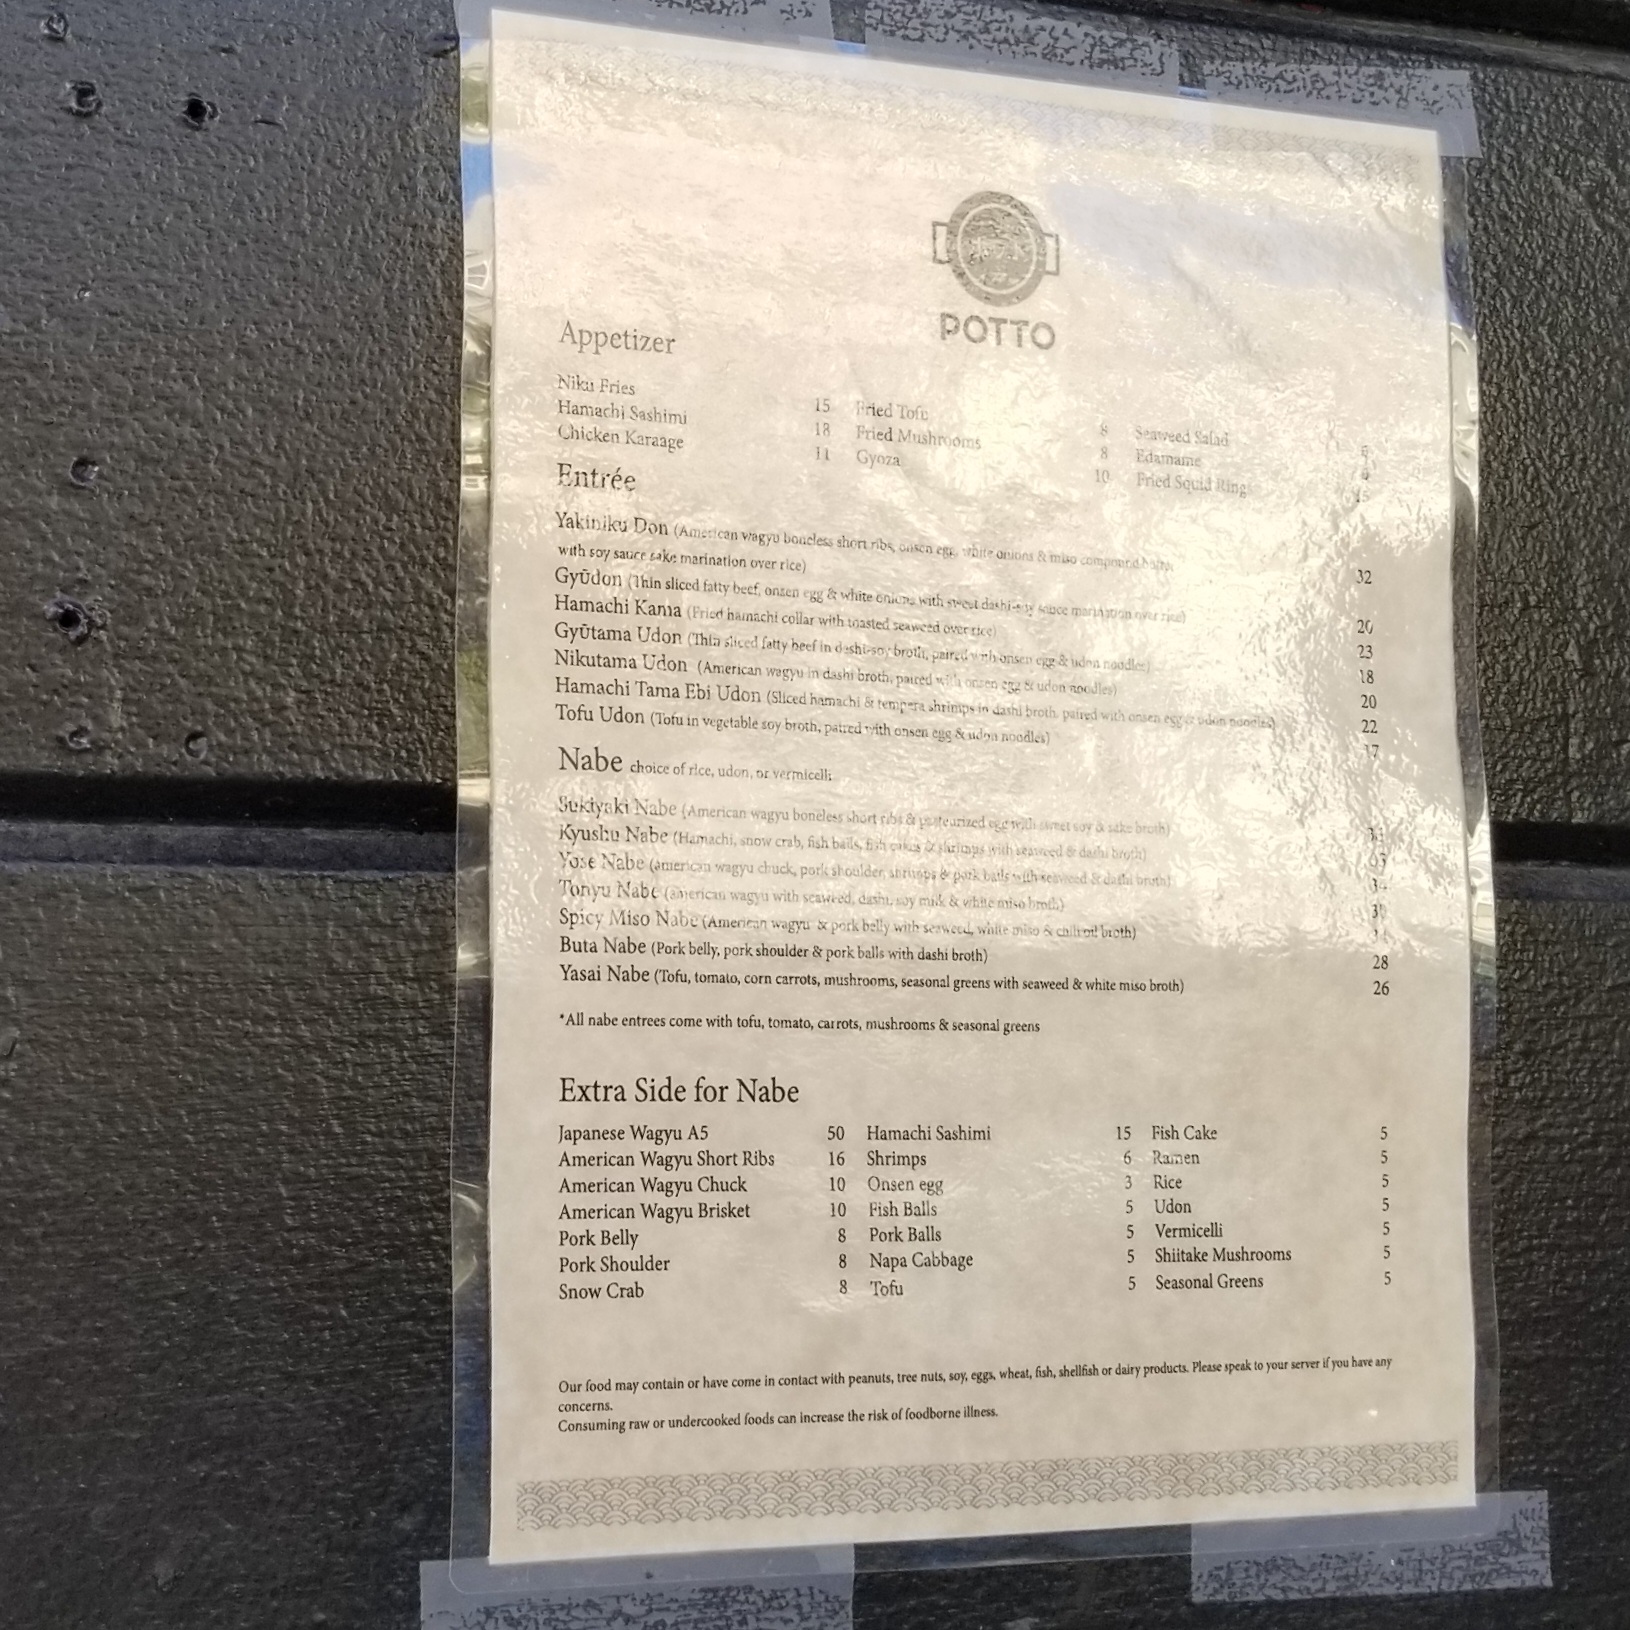 POTTO
Appetizer
Niku Fries 15 Fried Tofu 8 Seaweed Salad
Hamachi Sashimi 18 Fried Mushrooms 8 Edamame
Chicken Karaage 11 Gyoza 10 Fried Squid Rings 15
Entrée
Yakiniku Don (American wagyu boneless short ribs, onsen egg, white onions & miso compound butter
with soy sauce sake marination over rice) 32
Gyūdon (Thin sliced fatty beef, onsen egg & white onions with sweet dashi-soy sauce marination over rice) 20
Hamachi Kama (Fried hamachi collar with toasted seaweed over rice) 23
Gyūtama Udon (Thin sliced fatty beef in dashi-soy broth, paired with onsen egg & udon noodles) 18
Nikutama Udon (American wagyu in dashi broth, paired with onsen egg & udon noodles) 20
Hamachi Tama Ebi Udon (Sliced hamachi & tempera shrimps in dashi broth, paired with onsen egg & udon noodles) 22
Tofu Udon (Tofu in vegetable soy broth, paired with onsen egg & udon noodles) 17
Nabe choice of rice, udon, or vermicelli
Sukiyaki Nabe (American wagyu boneless short ribs & pasteurized egg with sweet soy & sake broth)
Kyushu Nabe (Hamachi, snow crab, fish balls, fish cakes & shrimps with seaweed & dashi broth)
Yose Nabe (american wagyu chuck, pork shoulder, shrimps & pork balls with seaweed & dashi broth)
Tonyu Nabe (american wagyu with seaweed, dashi, soy milk & white miso broth)
Spicy Miso Nabe (American wagyu & pork belly with seaweed, white miso & chili oil broth)
Buta Nabe (Pork belly, pork shoulder & pork balls with dashi broth) 28
Yasai Nabe (Tofu, tomato, corn carrots, mushrooms, seasonal greens with seaweed & white miso broth) 26
*All nabe entrees come with tofu, tomato, carrots, mushrooms & seasonal greens
Extra Side for Nabe
Japanese Wagyu A5 50 Hamachi Sashimi 15 Fish Cake 5
American Wagyu Short Ribs 16 Shrimps 6 Ramen 5
American Wagyu Chuck 10 Onsen egg 3 Rice 5
American Wagyu Brisket 10 Fish Balls 5 Udon 5
Pork Belly 8 Pork Balls 5 Vermicelli 5
Pork Shoulder 8 Napa Cabbage 5 Shiitake Mushrooms 5
Snow Crab 8 Tofu 5 Seasonal Greens 5
Our food may contain or have come in contact with peanuts, tree nuts, soy, eggs, wheat, fish, shellfish or dairy products. Please speak to your server if you have any
concerns.
Consuming raw or undercooked foods can increase the risk of foodborne illness.